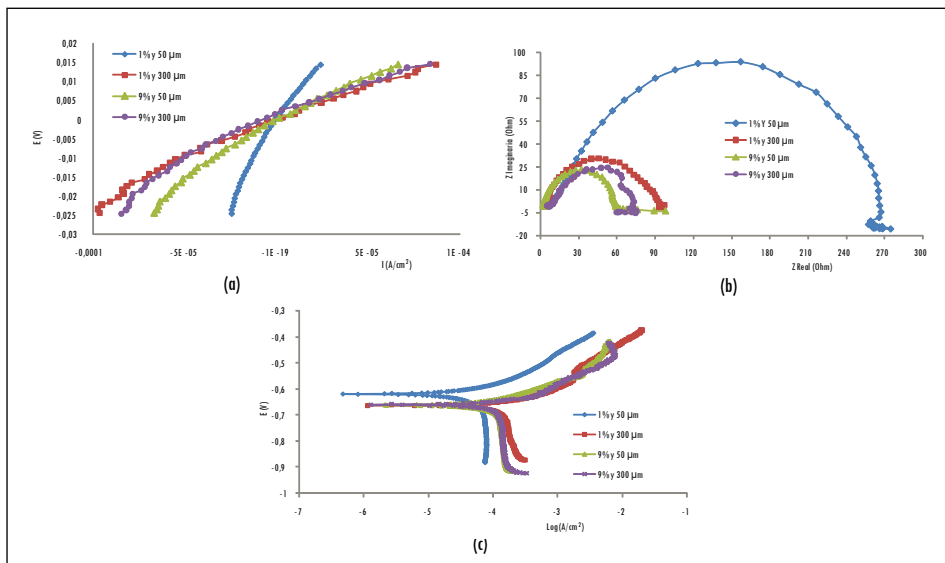 0,02
0,015
0,01
0,005
0
-0,005
-0,01
-0,015
-0,02
-0,025
-0,03
E (V)
1% y 50 µm
1% y 300 µm
9% y 50 µm
9% y 300 µm
-0,0001
-5E-05
-1E-19
5E-05
1E-04
I (A/cm²)
(a)
100
85
70
55
40
25
10
-5
-20
Z Imaginaria (Ohm)
1% Y 50 µm
1% y 300 µm
9% y 50 µm
9% y 300 µm
0
30
60
90
120
150
180
210
240
270
300
Z Real (Ohm)
(b)
-0,3
-0,4
-0,5
-0,6
-0,7
-0,8
-0,9
-1
E (V)
1% y 50 µm
1% y 300 µm
9% y 50 µm
9% y 300 µm
-7
-6
-5
-4
-3
-2
-1
Log (A/cm²)
(c)